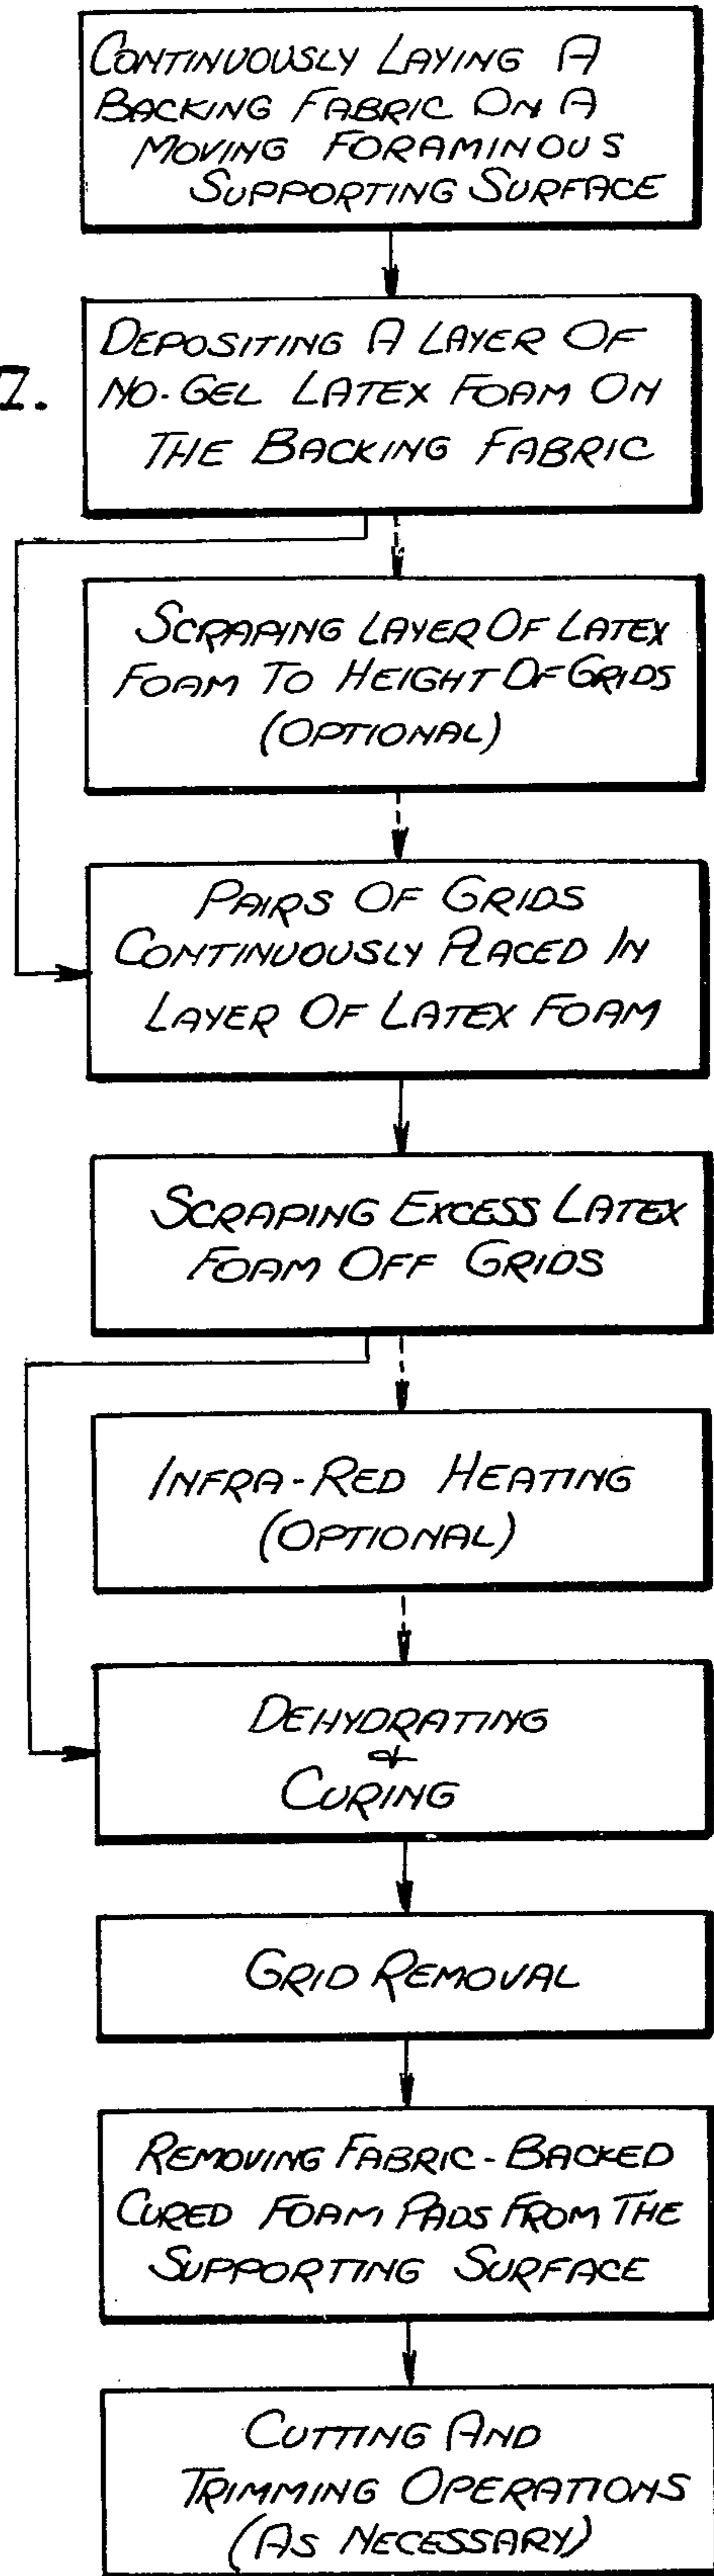 CONTINUOUSLY LAYING A
BACKING FABRIC ON A
MOVING FORAMINOUS
SUPPORTING SURFACE
DEPOSITING A LAYER OF
NO-GEL LATEX FOAM ON
THE BACKING FABRIC
SCRAPING LAYER OF LATEX
FOAM TO HEIGHT OF GRIDS
(OPTIONAL)
PAIRS OF GRIDS
CONTINUOUSLY PLACED IN
LAYER OF LATEX FOAM
SCRAPING EXCESS LATEX
FOAM OFF GRIDS
INFRA-RED HEATING
(OPTIONAL)
DEHYDRATING
&
CURING
GRID REMOVAL
REMOVING FABRIC-BACKED
CURED FOAM PADS FROM THE
SUPPORTING SURFACE
CUTTING AND
TRIMMING OPERATIONS
(AS NECESSARY)